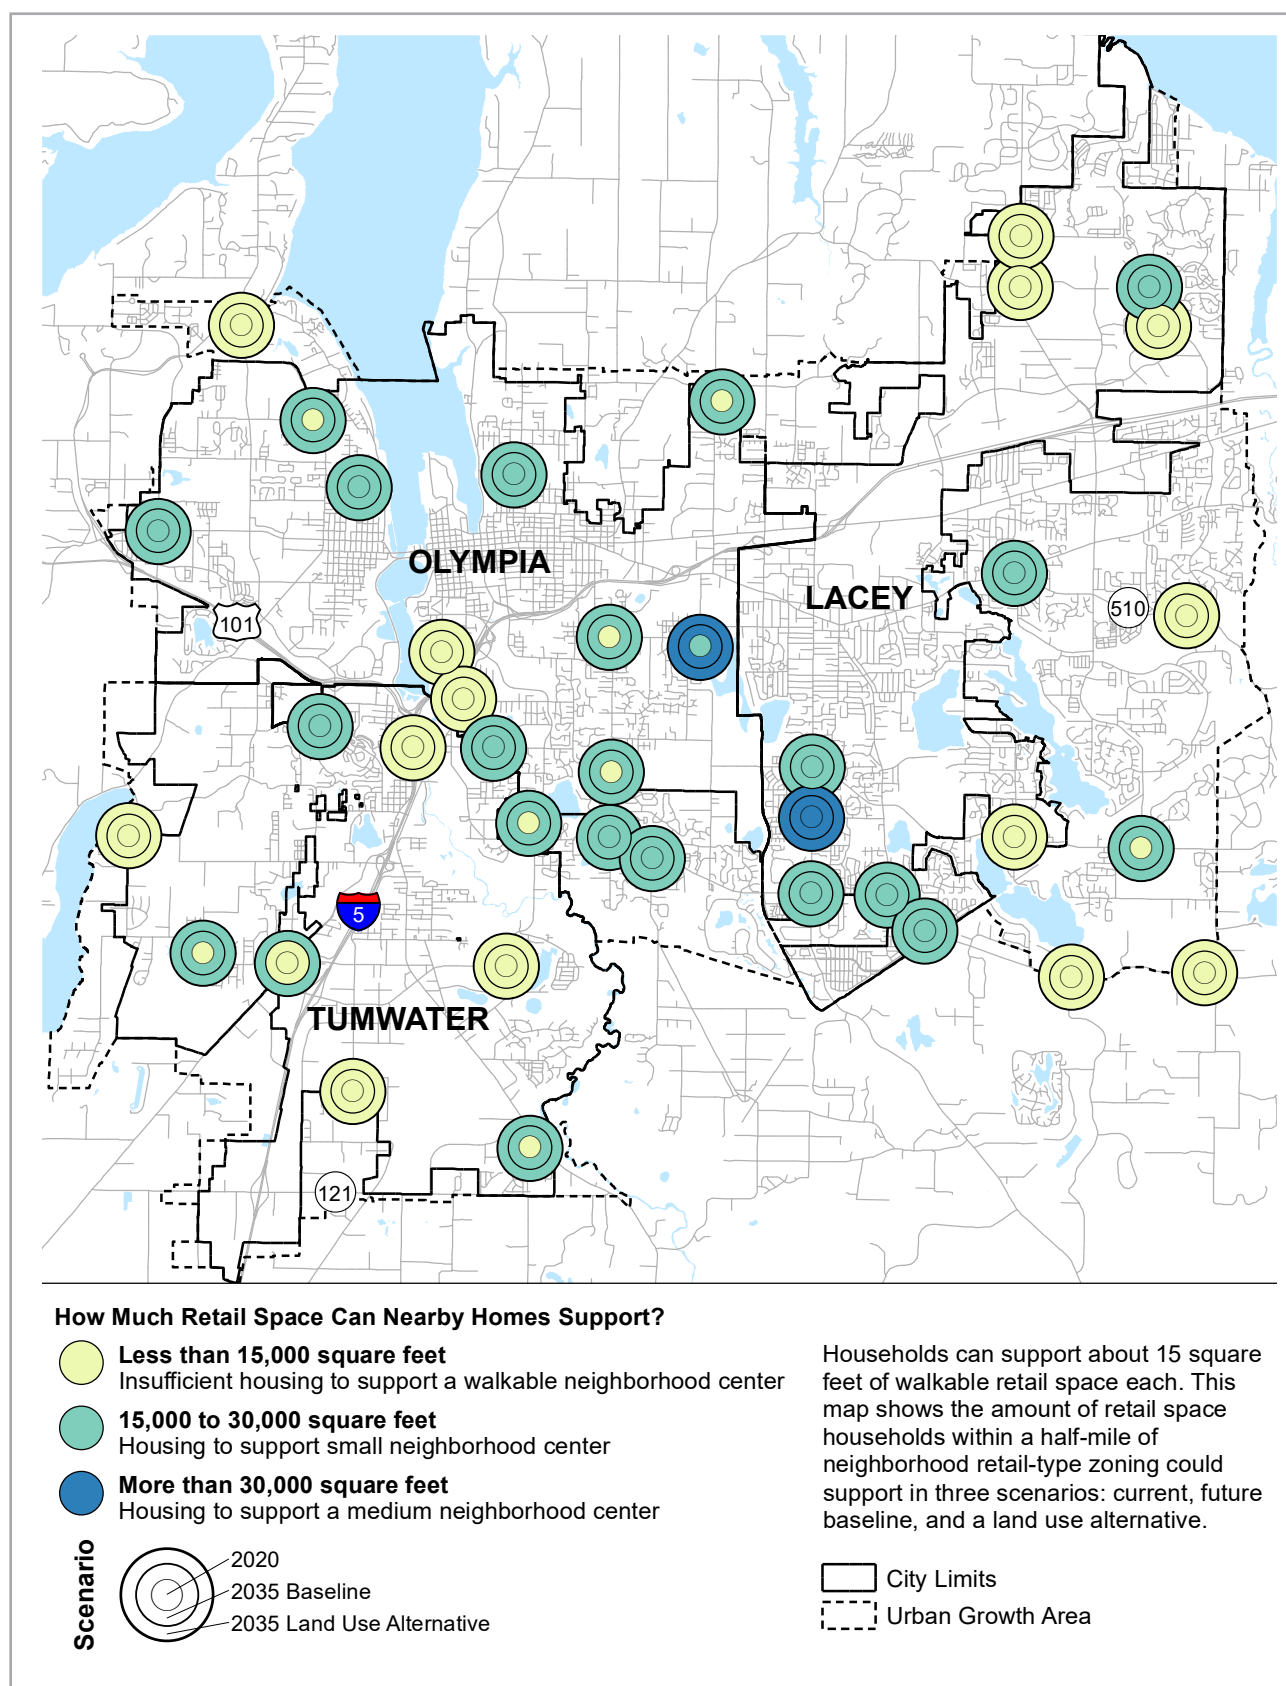 OLYMPIA
LACEY
510
101
5
TUMWATER
121
How Much Retail Space Can Nearby Homes Support?
Less than 15,000 square feet
Insufficient housing to support a walkable neighborhood center
15,000 to 30,000 square feet
Housing to support small neighborhood center
More than 30,000 square feet
Housing to support a medium neighborhood center
Scenario
2020
2035 Baseline
2035 Land Use Alternative
Households can support about 15 square
feet of walkable retail space each. This
map shows the amount of retail space
households within a half-mile of
neighborhood retail-type zoning could
support in three scenarios: current, future
baseline, and a land use alternative.
City Limits
Urban Growth Area